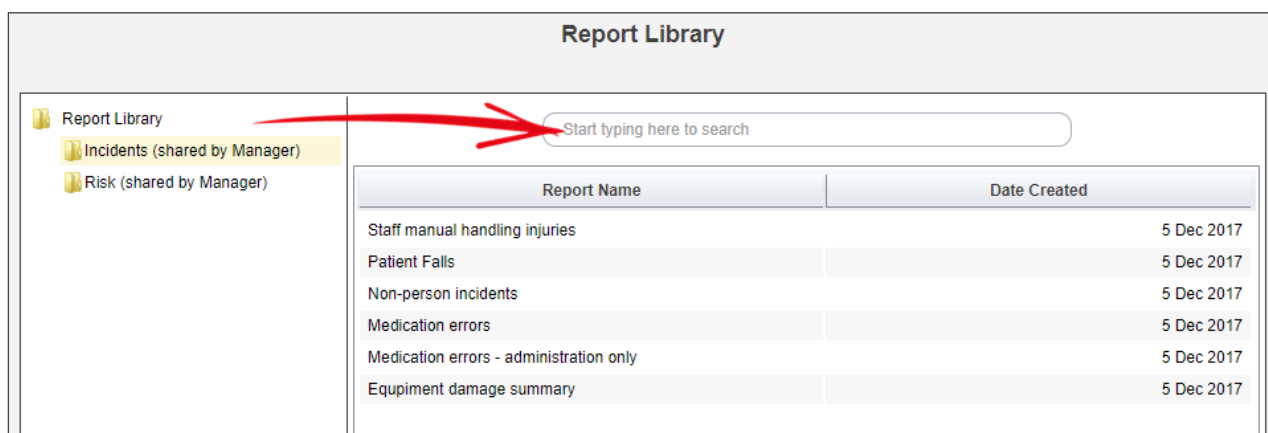 Report Library
Report Library
Incidents (shared by Manager)
Risk (shared by Manager)
Start typing here to search
Report Name Date Created
Staff manual handling injuries 5 Dec 2017
Patient Falls 5 Dec 2017
Non-person incidents 5 Dec 2017
Medication errors 5 Dec 2017
Medication errors - administration only 5 Dec 2017
Equpiment damage summary 5 Dec 2017